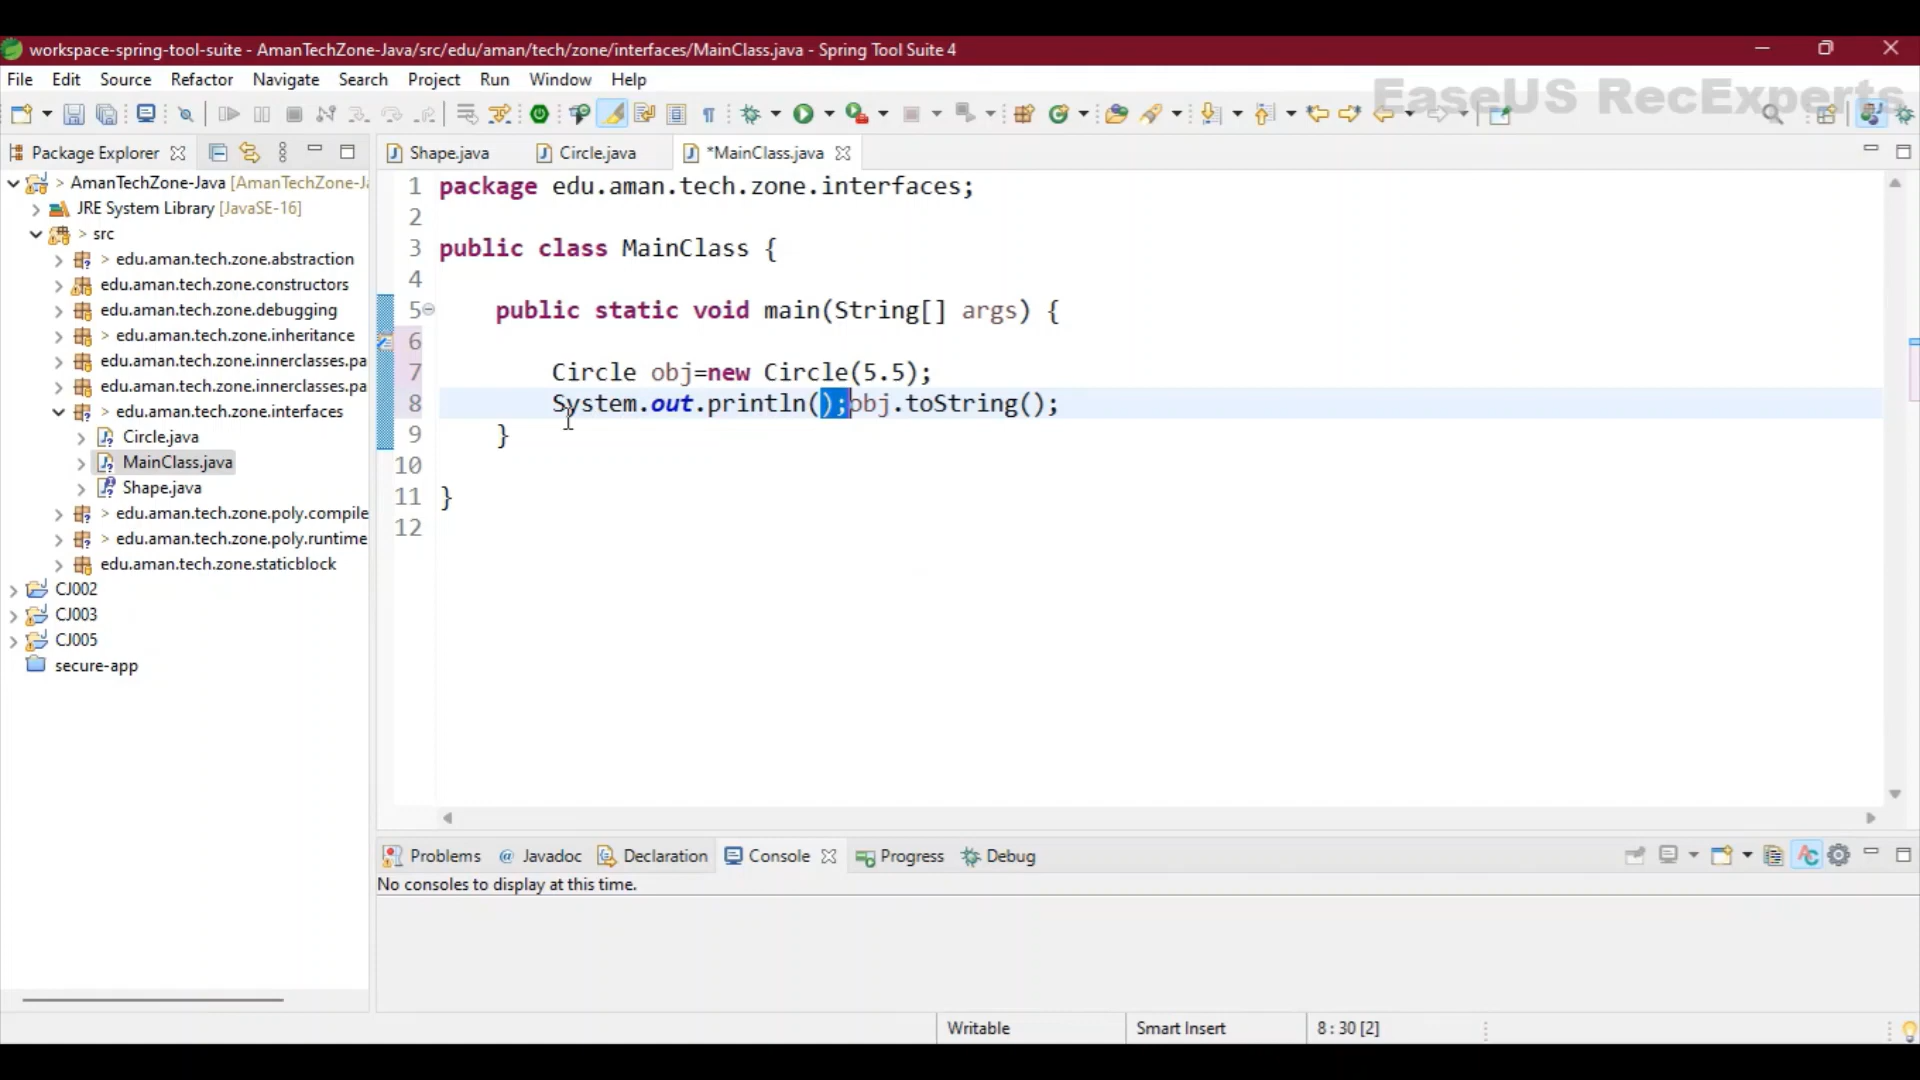 workspace-spring-tool-suite - AmanTechZone-Java/src/edu/aman/tech/zone/interfaces/MainClass.java - Spring Tool Suite 4
File Edit Source Refactor Navigate Search Project Run Window Help
EaseUS RecExperts
Package Explorer
Shape.java Circle.java *MainClass.java
AmanTechZone-Java [AmanTechZone-J
JRE System Library [JavaSE-16]
> src
> edu.aman.tech.zone.abstraction
edu.aman.tech.zone.constructors
edu.aman.tech.zone.debugging
> edu.aman.tech.zone.inheritance
edu.aman.tech.zone.innerclasses.pa
edu.aman.tech.zone.innerclasses.pa
> edu.aman.tech.zone.interfaces
Circle.java
MainClass.java
Shape.java
> edu.aman.tech.zone.poly.compile
> edu.aman.tech.zone.poly.runtime
edu.aman.tech.zone.staticblock
CJ002
CJ003
CJ005
secure-app
1 package edu.aman.tech.zone.interfaces;
2
3 public class MainClass {
4
5 public static void main(String[] args) {
6
7 Circle obj=new Circle(5.5);
8 System.out.println();obj.toString();
9 }
10
11 }
12
Problems @ Javadoc Declaration Console Progress Debug
No consoles to display at this time.
Writable Smart Insert 8 : 30 [2]